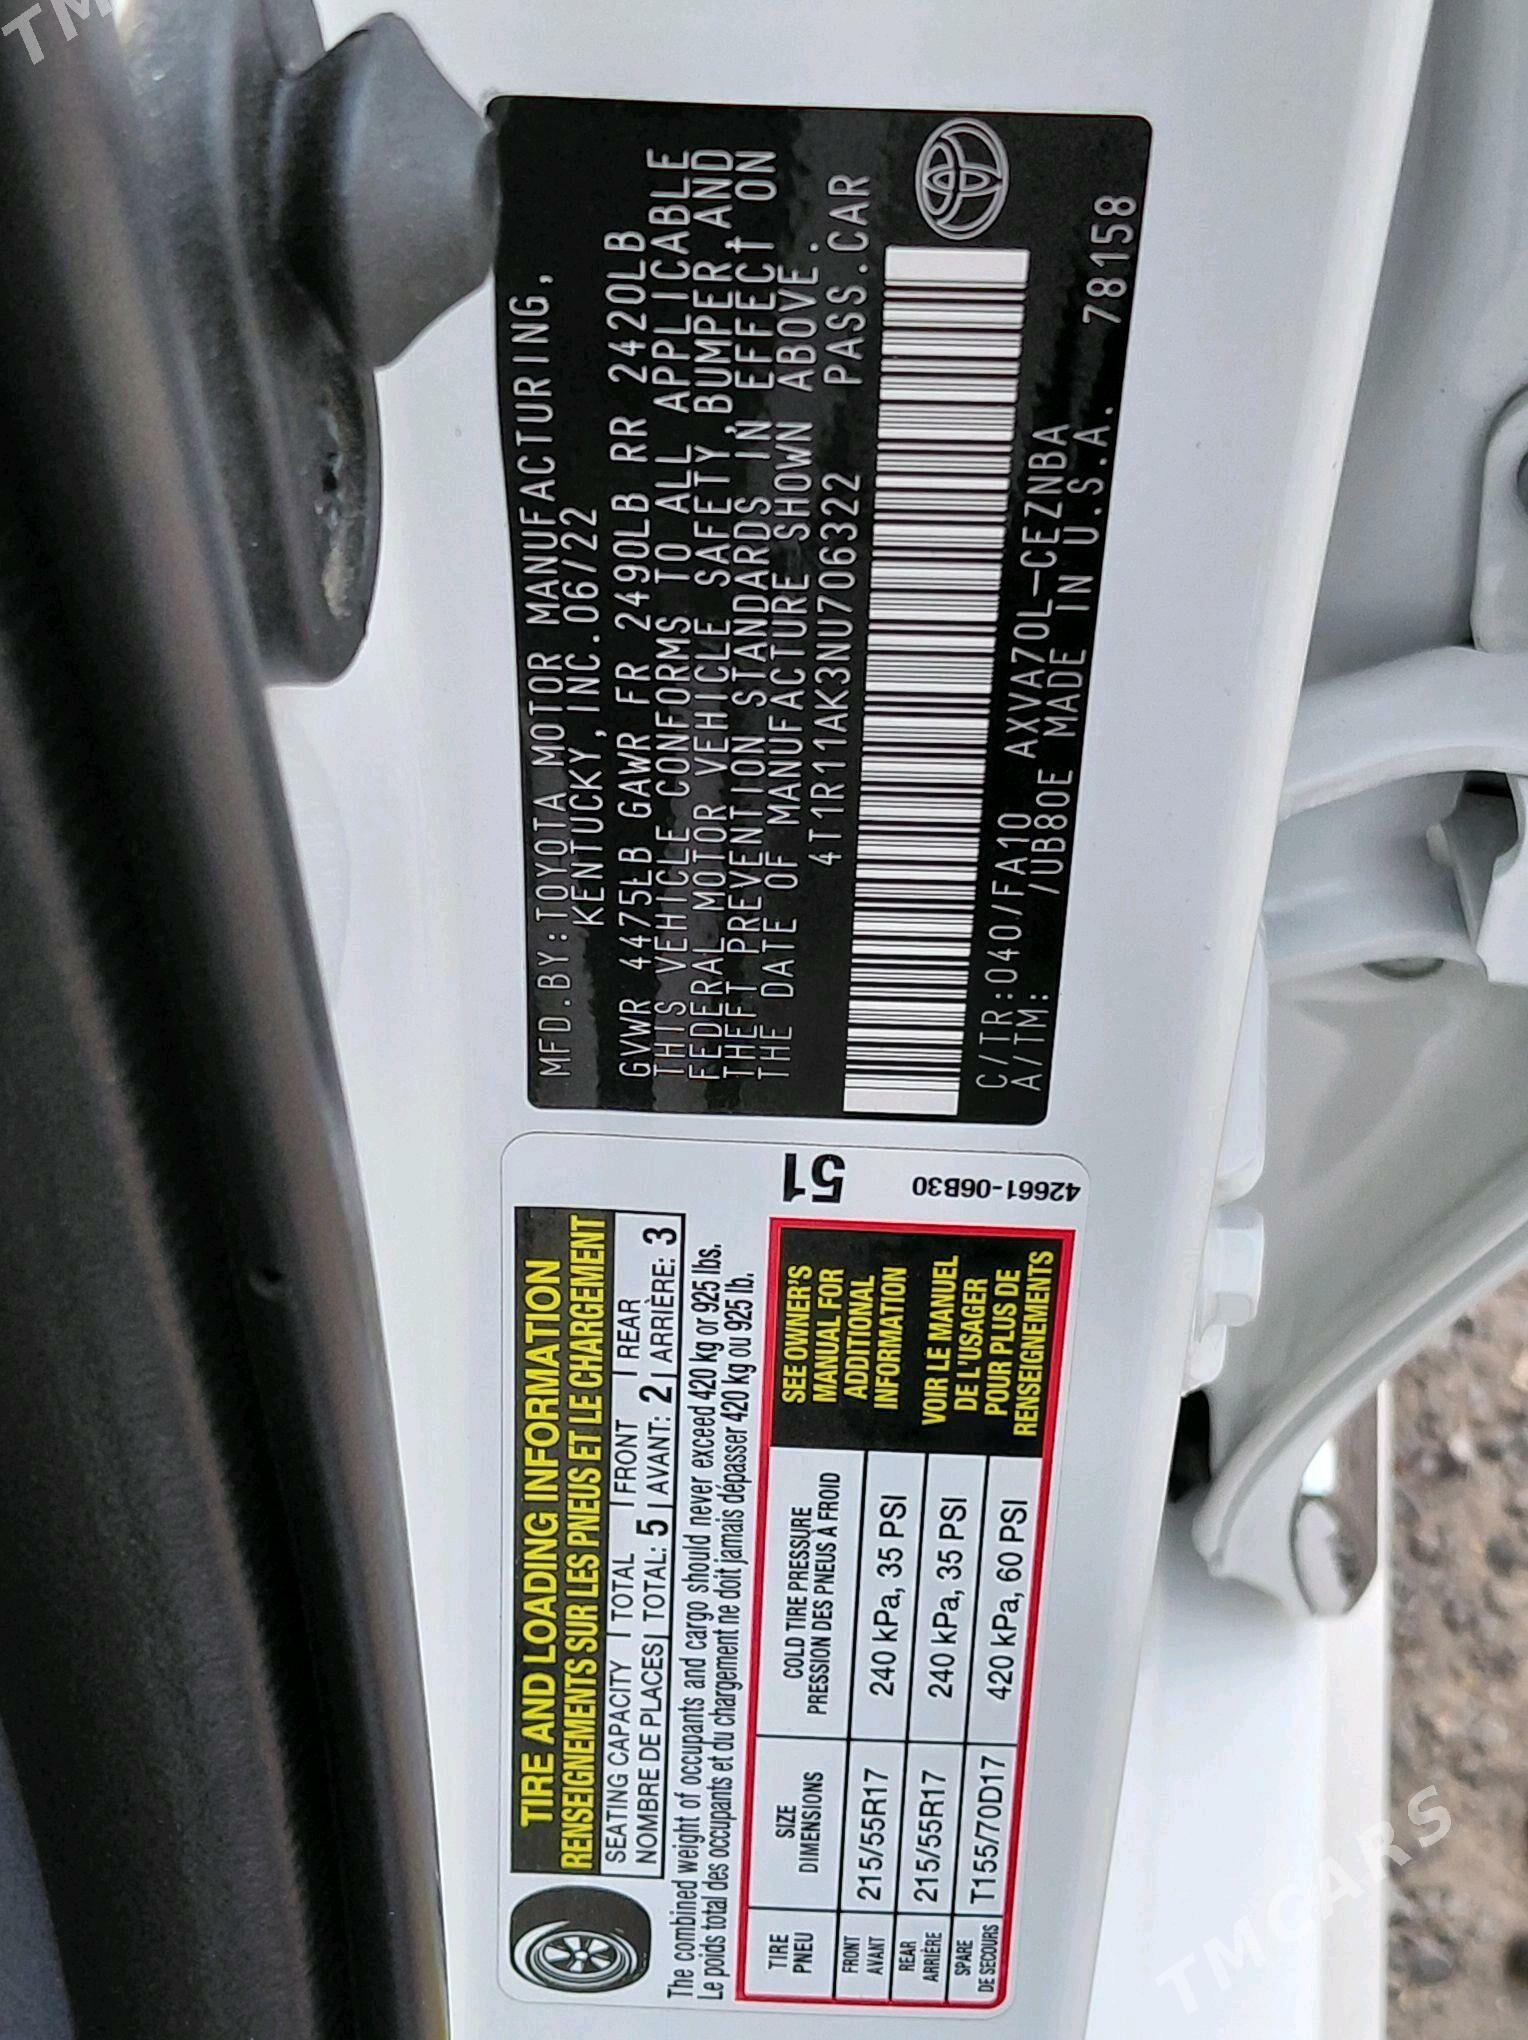 MFD.BY:TOYOTA MOTOR MANUFACTURING,
KENTUCKY, INC.06/22
GVWR 4475LB GAWR FR 2490LB RR 2420LB
THIS VEHICLE CONFORMS TO ALL APPLICABLE
FEDERAL MOTOR VEHICLE SAFETY,BUMPER AND
THEFT PREVENTION STANDARDS IN EFFECT ON
THE DATE OF MANUFACTURE SHOWN ABOVE.
4T1R11AK3NU706322 PASS.CAR
C/TR:040/FA10 AXVA70L-CEZNBA
A/TM: /UB80E MADE IN U.S.A. 78158
TIRE AND LOADING INFORMATION
RENSEIGNEMENTS SUR LES PNEUS ET LE CHARGEMENT
SEATING CAPACITY | TOTAL | FRONT | REAR
NOMBRE DE PLACES | TOTAL: 5 | AVANT: 2 | ARRIÈRE: 3
The combined weight of occupants and cargo should never exceed 420 kg or 925 lbs.
Le poids total des occupants et du chargement ne doit jamais dépasser 420 kg ou 925 lb.
51
42661-06B30
TIRE SIZE COLD TIRE PRESSURE
PNEU DIMENSIONS PRESSION DES PNEUS À FROID
FRONT
AVANT 215/55R17 240 kPa, 35 PSI
REAR
ARRIÈRE 215/55R17 240 kPa, 35 PSI
SPARE
DE SECOURS T155/70D17 420 kPa, 60 PSI
SEE OWNER'S
MANUAL FOR
ADDITIONAL
INFORMATION
VOIR LE MANUEL
DE L'USAGER
POUR PLUS DE
RENSEIGNEMENTS
TMCARS
TM